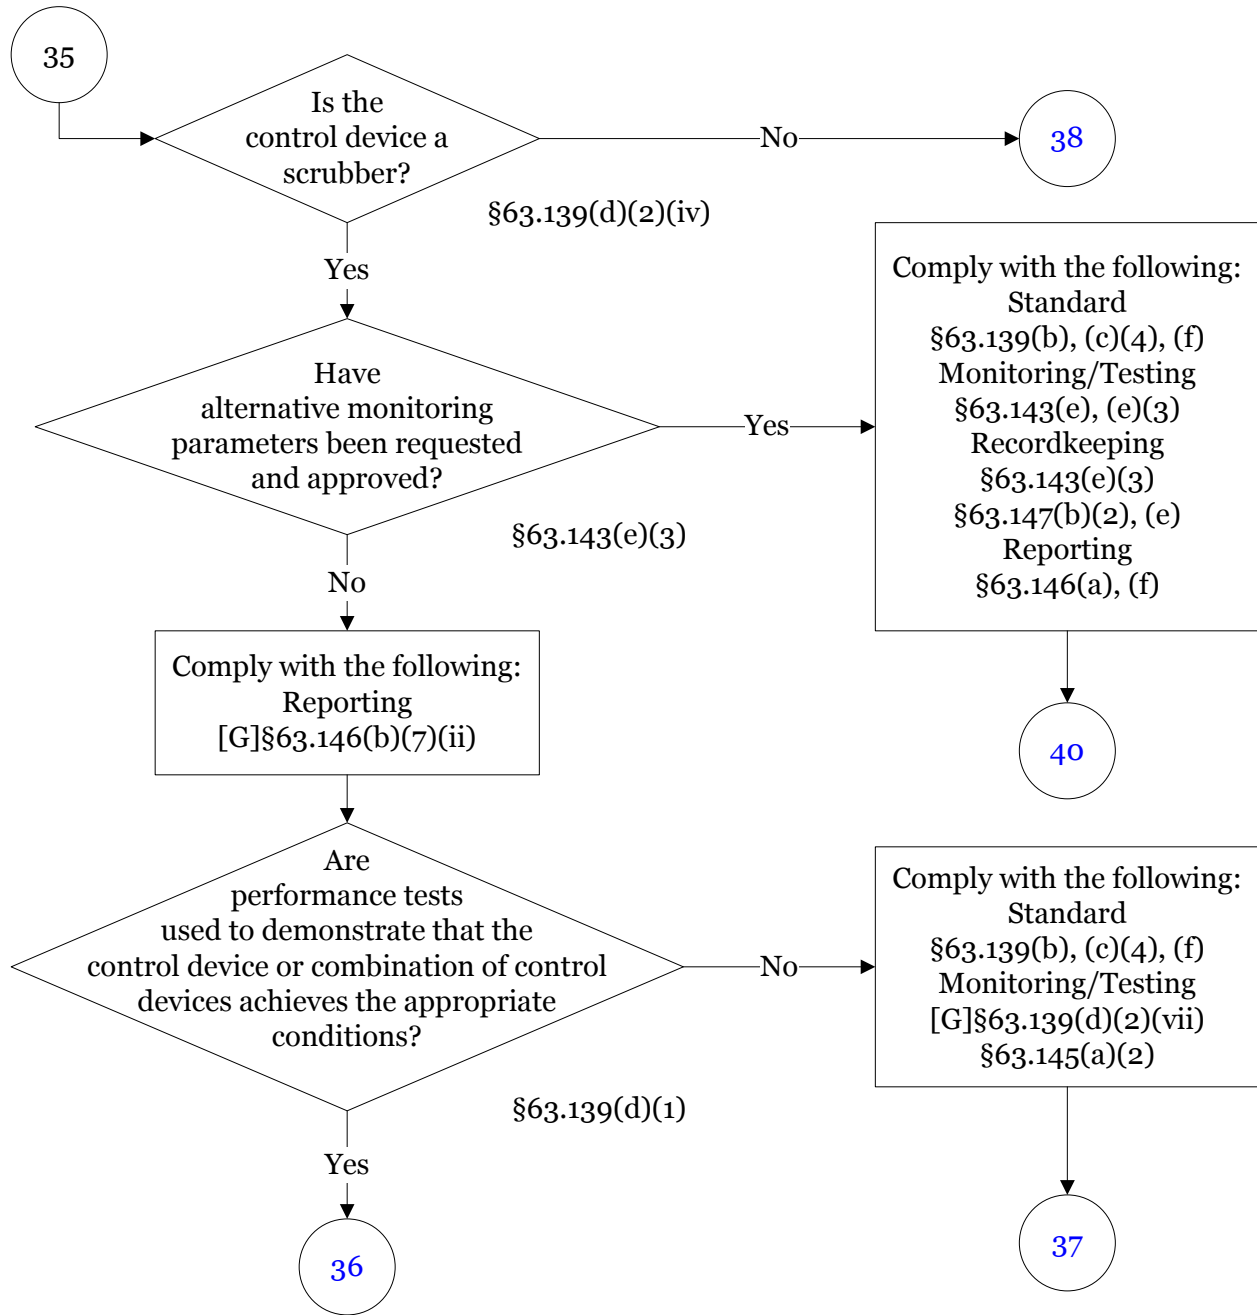 35
Is the
control device a
scrubber?
No
38
§63.139(d)(2)(iv)
Yes
Have
alternative monitoring
parameters been requested
and approved?
Yes
§63.143(e)(3)
Comply with the following:
Standard
§63.139(b), (c)(4), (f)
Monitoring/Testing
§63.143(e), (e)(3)
Recordkeeping
§63.143(e)(3)
§63.147(b)(2), (e)
Reporting
§63.146(a), (f)
40
No
Comply with the following:
Reporting
[G]§63.146(b)(7)(ii)
Are
performance tests
used to demonstrate that the
control device or combination of control
devices achieves the appropriate
conditions?
No
§63.139(d)(1)
Comply with the following:
Standard
§63.139(b), (c)(4), (f)
Monitoring/Testing
[G]§63.139(d)(2)(vii)
§63.145(a)(2)
37
Yes
36